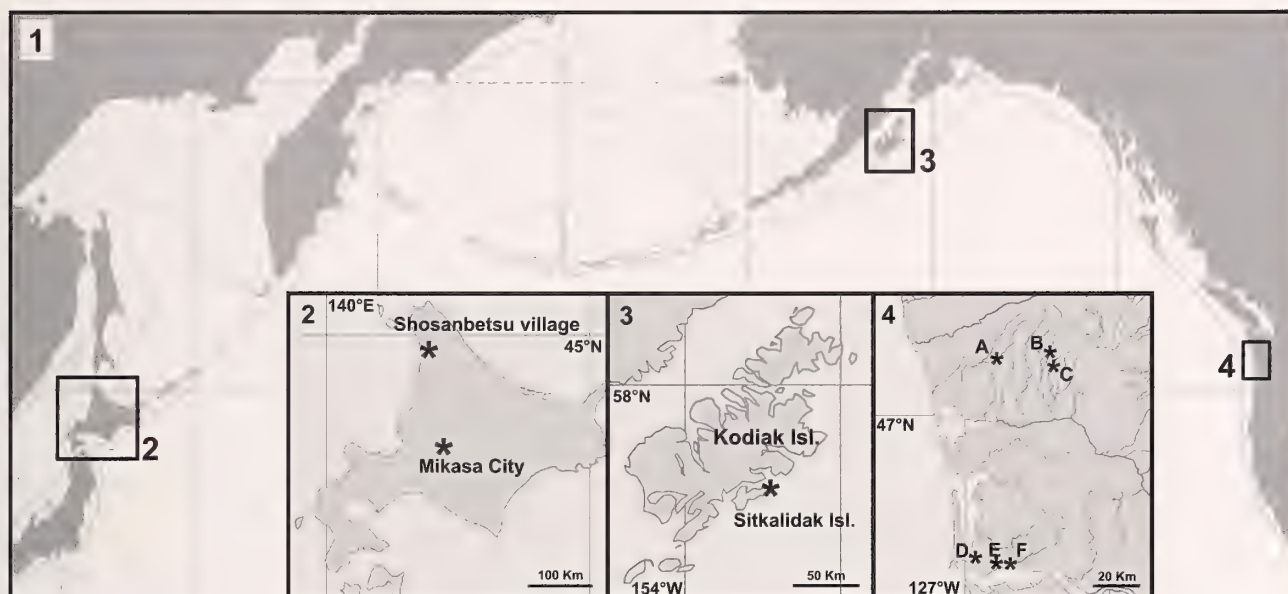 1
3
4
2
2
140°E
Shosanbetsu village
45°N
Mikasa City
100 Km
3
58°N
Kodiak Isl.
Sitkalidak Isl.
154°W
50 Km
4
A
B
C
47°N
D
E
F
127°W
20 Km